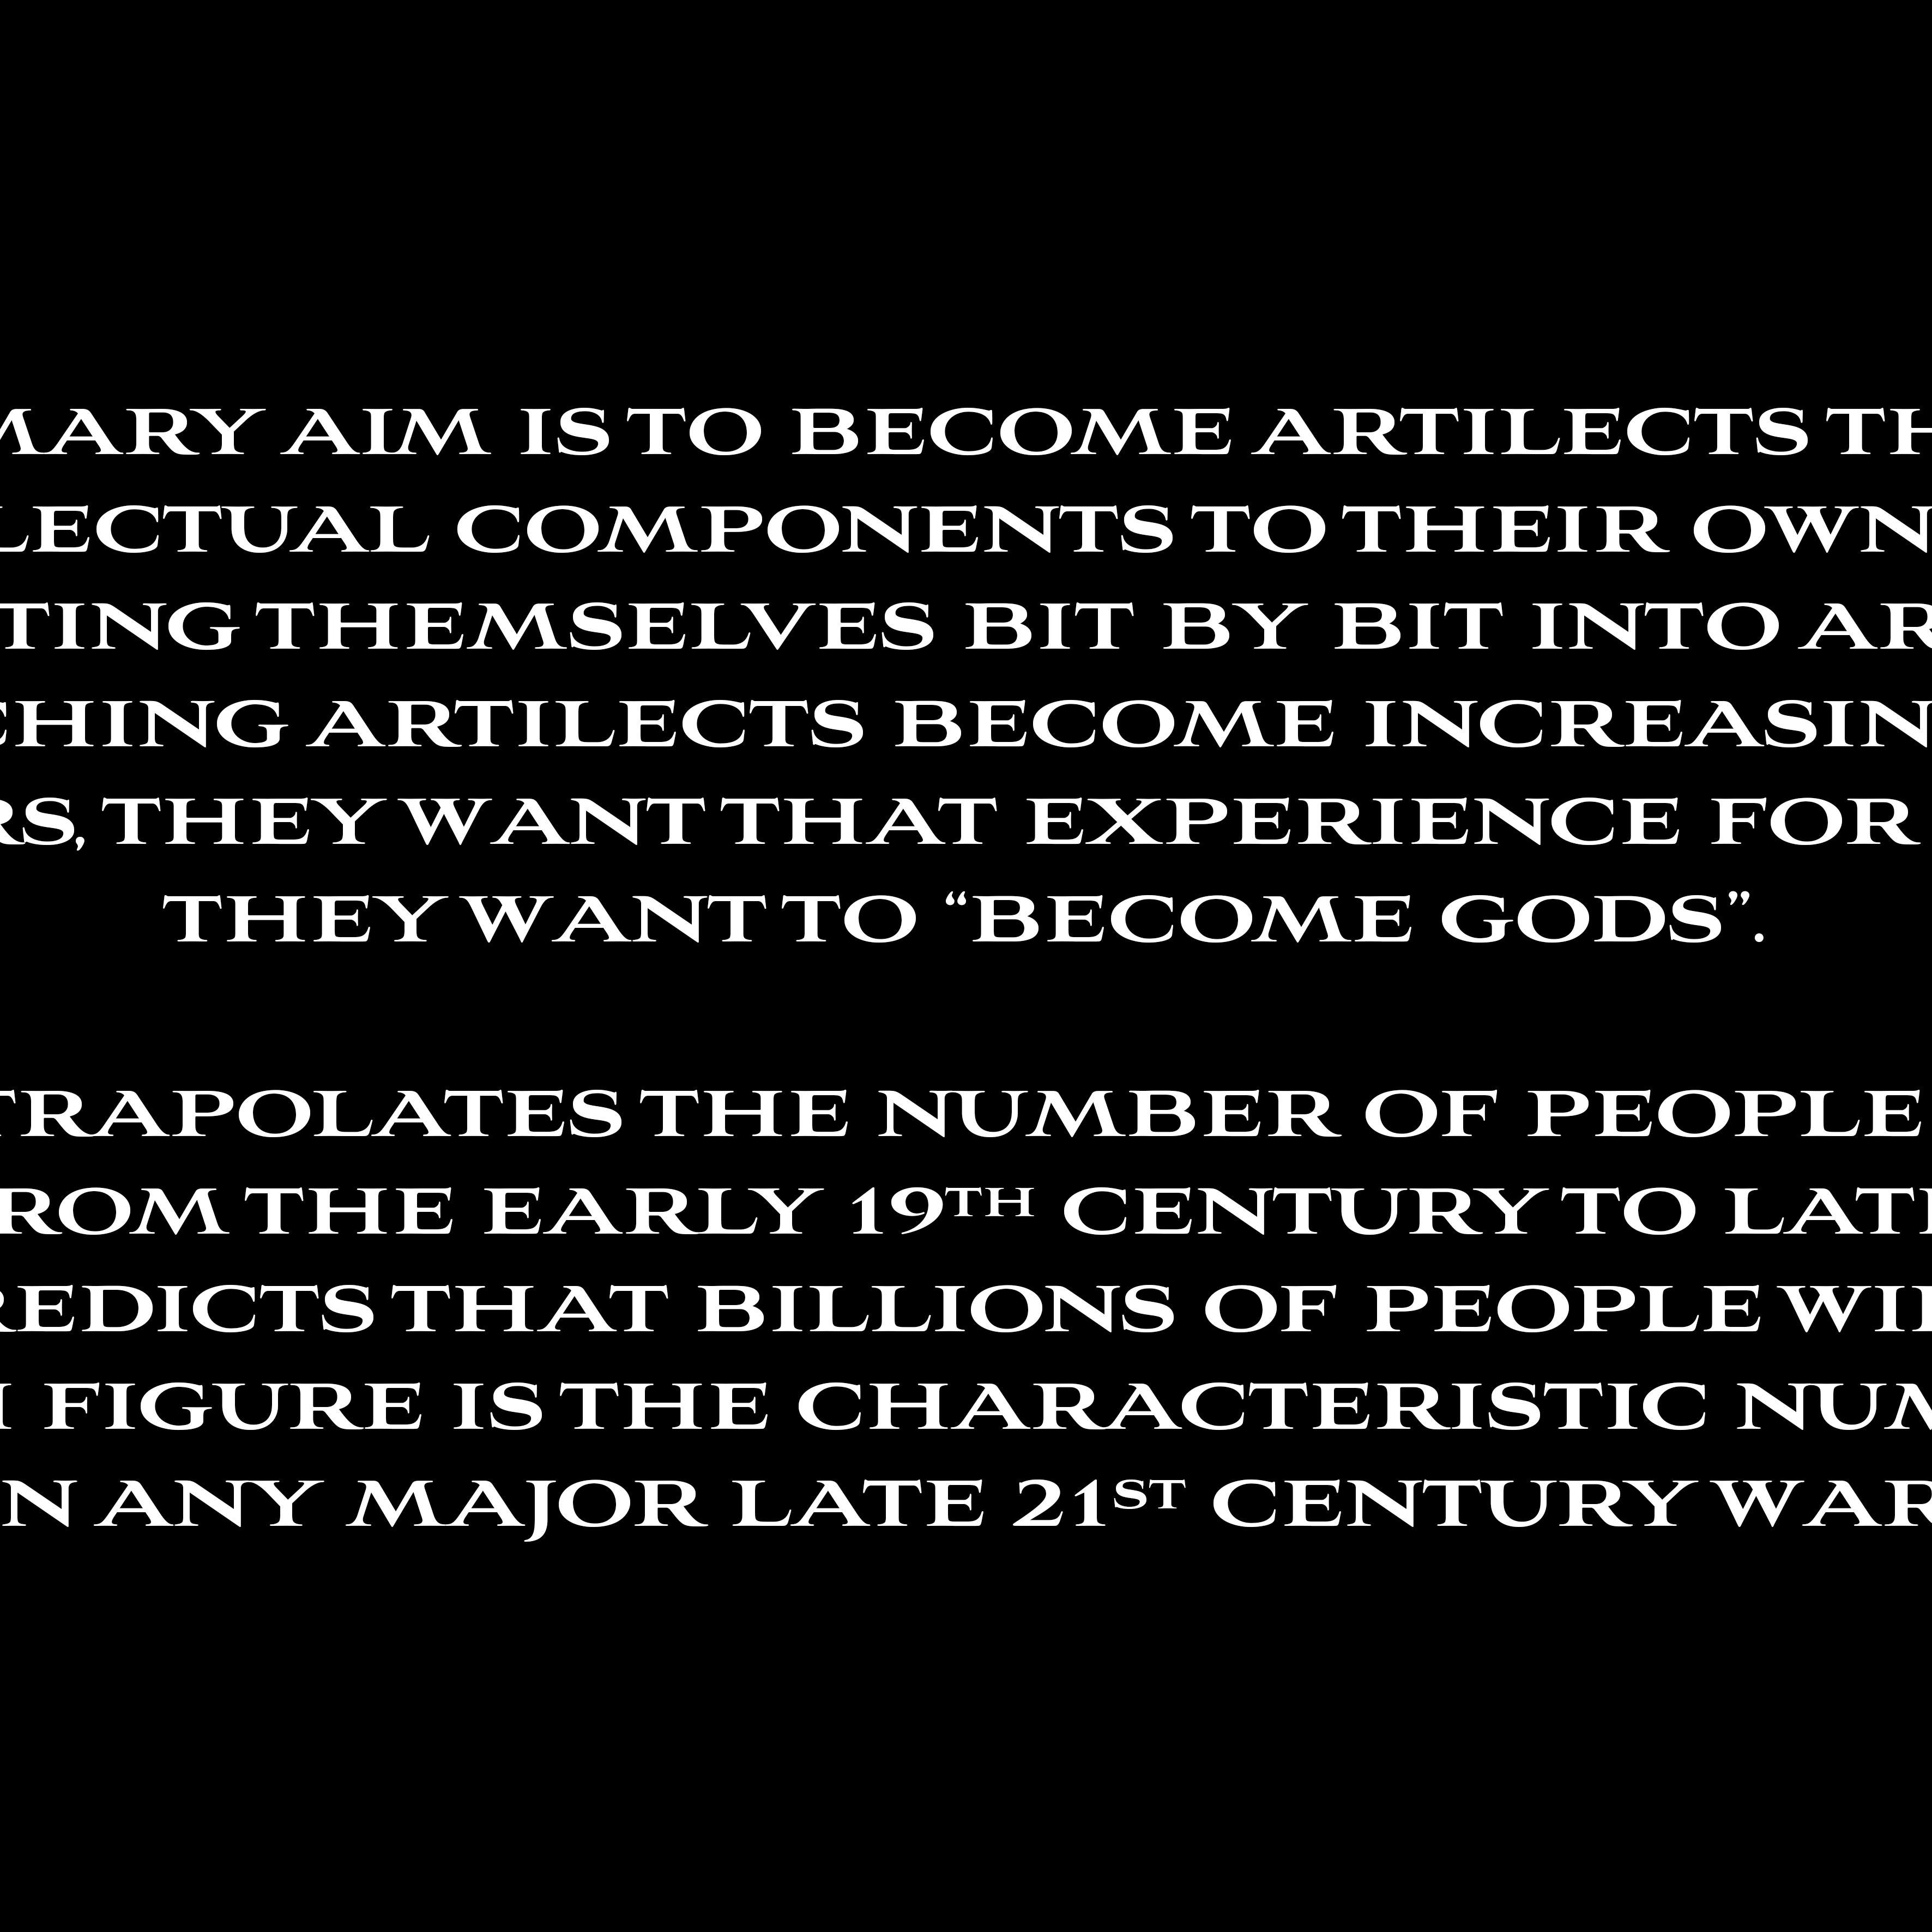 MARY AIM IS TO BECOME ARTILECTS TH
LECTUAL COMPONENTS TO THEIR OWN
TING THEMSELVES BIT BY BIT INTO AR
CHING ARTILECTS BECOME INCREASIN
RS, THEY WANT THAT EXPERIENCE FOR
THEY WANT TO “BECOME GODS”.
TRAPOLATES THE NUMBER OF PEOPLE
ROM THE EARLY 19TH CENTURY TO LAT
REDICTS THAT BILLIONS OF PEOPLE WI
FIGURE IS THE CHARACTERISTIC NUM
N ANY MAJOR LATE 21ST CENTURY WAR